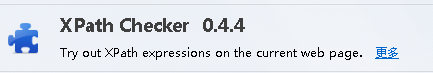 XPath Checker 0.4.4
Try out XPath expressions on the current web page. 更多